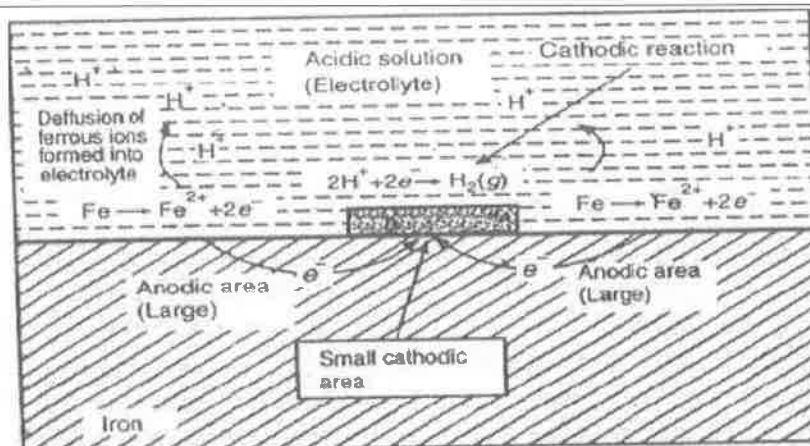 Acidic solution
(Electrollyte)
Cathodic reaction
H⁺
H⁺
H⁺
H⁺
Deffusion of
ferrous ions
formed into
electrolyte
H⁺
2H⁺+2e⁻→ H₂(g)
Fe → Fe²⁺+2e⁻
Fe → Fe²⁺+2e⁻
e⁻
e⁻
Anodic area
(Large)
Anodic area
(Large)
Small cathodic
area
Iron